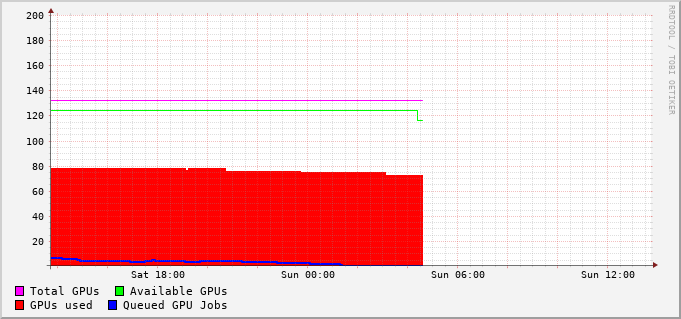 200
180
160
140
120
100
80
60
40
20
Sat 18:00 Sun 00:00 Sun 06:00 Sun 12:00
Total GPUs Available GPUs
GPUs used Queued GPU Jobs
RRDTOOL / TOBI OETIKER